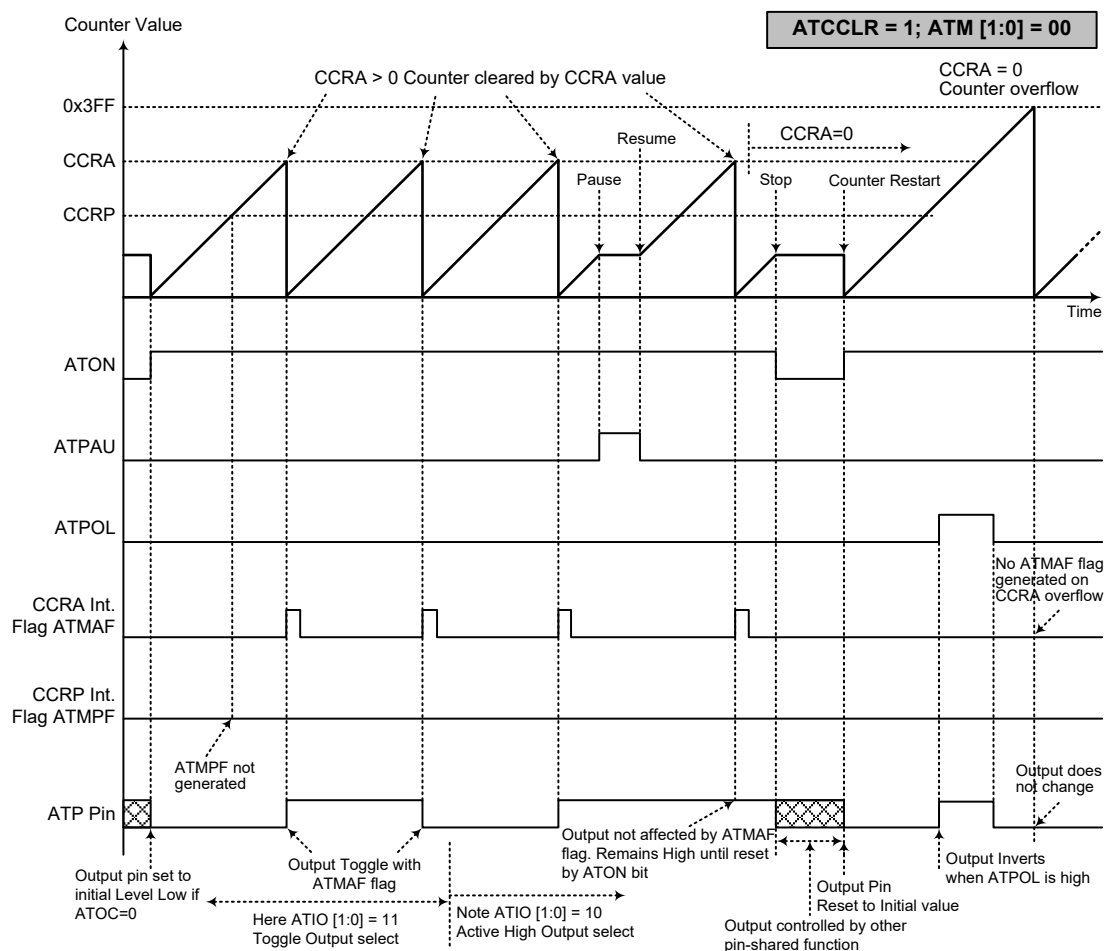 Counter Value
ATCCLR = 1; ATM [1:0] = 00
CCRA > 0 Counter cleared by CCRA value
CCRA = 0
Counter overflow
0x3FF
Resume
CCRA=0
CCRA
Pause
Stop
Counter Restart
CCRP
Time
ATON
ATPAU
ATPOL
No ATMAF flag
generated on
CCRA overflow
CCRA Int.
Flag ATMAF
CCRP Int.
Flag ATMPF
ATMPF not
generated
Output does
not change
ATP Pin
Output pin set to
initial Level Low if
ATOC=0
Output Toggle with
ATMAF flag
Output not affected by ATMAF
flag. Remains High until reset
by ATON bit
Output Inverts
when ATPOL is high
Output Pin
Reset to Initial value
Here ATIO [1:0] = 11
Toggle Output select
Note ATIO [1:0] = 10
Active High Output select
Output controlled by other
pin-shared function